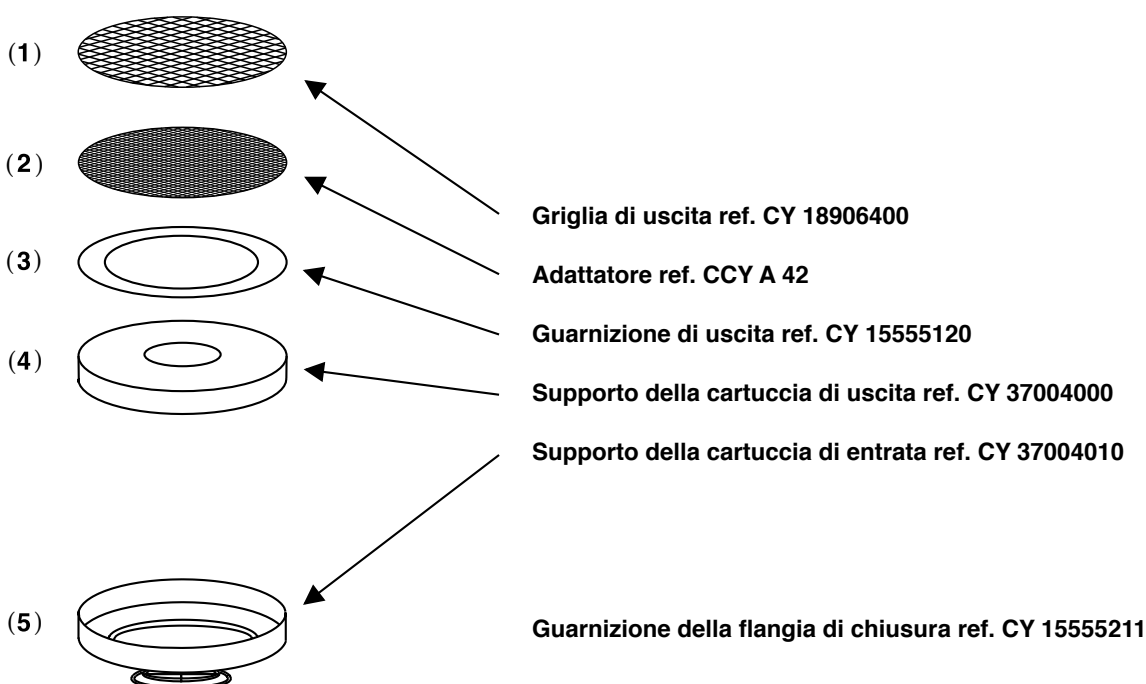 (1)
(2)
Griglia di uscita ref. CY 18906400
(3)
Adattatore ref. CCY A 42
Guarnizione di uscita ref. CY 15555120
(4)
Supporto della cartuccia di uscita ref. CY 37004000
Supporto della cartuccia di entrata ref. CY 37004010
(5)
Guarnizione della flangia di chiusura ref. CY 15555211